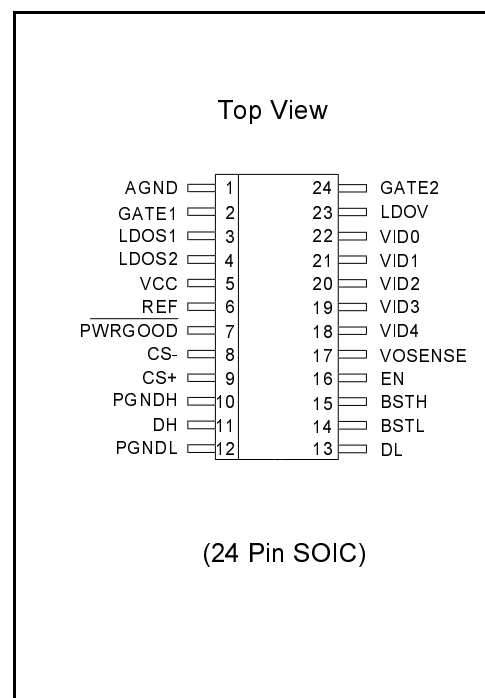 Top View
AGND 1 24 GATE2
GATE1 2 23 LDOV
LDOS1 3 22 VID0
LDOS2 4 21 VID1
VCC 5 20 VID2
REF 6 19 VID3
PWRGOOD 7 18 VID4
CS- 8 17 VOSENSE
CS+ 9 16 EN
PGNDH 10 15 BSTH
DH 11 14 BSTL
PGNDL 12 13 DL
(24 Pin SOIC)